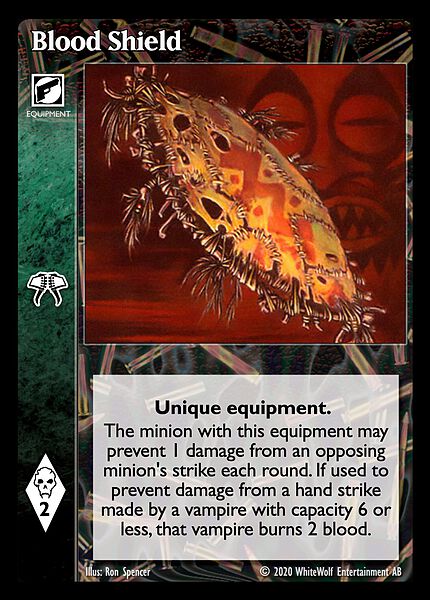 Blood Shield
EQUIPMENT
Unique equipment.
The minion with this equipment may
prevent 1 damage from an opposing
minion's strike each round. If used to
prevent damage from a hand strike
made by a vampire with capacity 6 or
less, that vampire burns 2 blood.
2
Illus: Ron Spencer
© 2020 WhiteWolf Entertainment AB